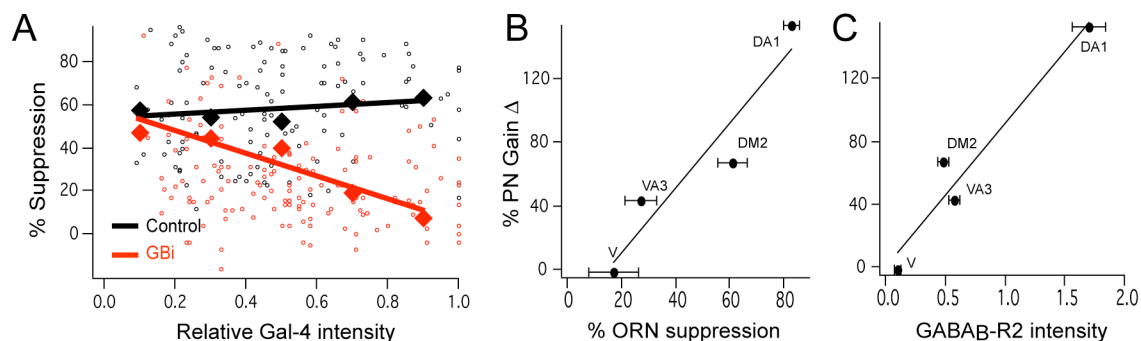 A
% Suppression
80
60
40
20
0
Control
GBi
0.0 0.2 0.4 0.6 0.8 1.0
Relative Gal-4 intensity
B
% PN Gain Δ
120
80
40
0
DA1
DM2
VA3
V
0 20 40 60 80
% ORN suppression
C
120
80
40
0
DA1
DM2
VA3
V
0.0 0.5 1.0 1.5 2.0
GABAB-R2 intensity